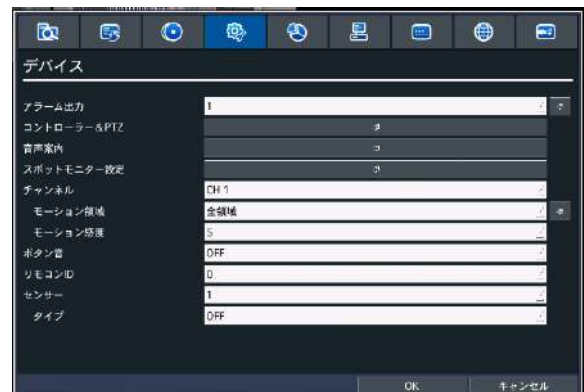 デバイス
アラーム出力 1
コントローラー&PTZ
音声案内
スポットモニター設定
チャンネル CH 1
モーション領域 全領域
モーション感度 5
ボタン音 OFF
リモコンID 0
センサー 1
タイプ OFF
OK キャンセル